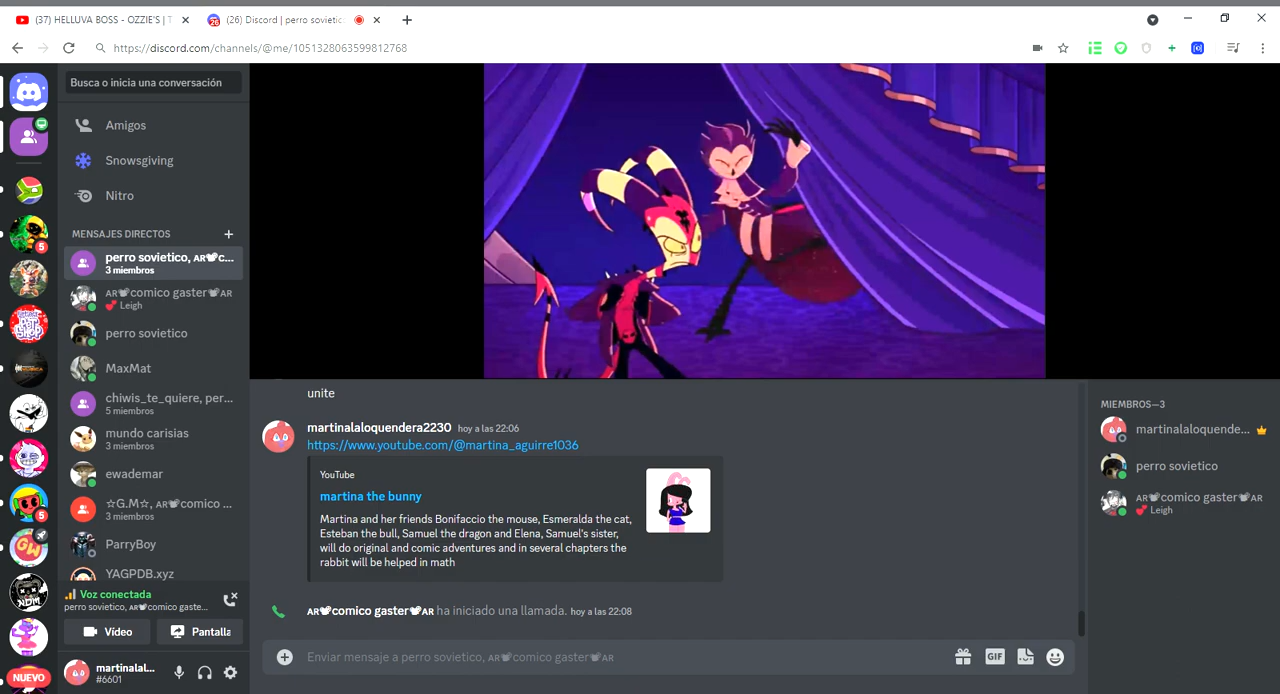 (37) HELLUVA BOSS - OZZIE'S | T
(26) Discord | perro sovietic
https://discord.com/channels/@me/1051328063599812768
Busca o inicia una conversación
Amigos
Snowsgiving
Nitro
MENSAJES DIRECTOS
perro sovietico, AR🐭c...
3 miembros
AR🐭comico gaster🐭AR
💕 Leigh
perro sovietico
MaxMat
chiwis_te_quiere, per...
5 miembros
mundo carisias
3 miembros
ewademar
☆G.M☆, AR🐭comico ...
3 miembros
ParryBoy
YAGPDB.xyz
Voz conectada
perro sovietico, AR🐭comico gaste...
Vídeo
Pantalla
martinalal...
#6601
5
5
GW
NDM
NUEVO
unite
martinalaloquendera2230 hoy a las 22:06
https://www.youtube.com/@martina_aguirre1036
YouTube
martina the bunny
Martina and her friends Bonifaccio the mouse, Esmeralda the cat,
Esteban the bull, Samuel the dragon and Elena, Samuel's sister,
will do original and comic adventures and in several chapters the
rabbit will be helped in math
AR🐭comico gaster🐭AR ha iniciado una llamada. hoy a las 22:08
Enviar mensaje a perro sovietico, AR🐭comico gaster🐭AR
GIF
MIEMBROS—3
martinalaloquende...
perro sovietico
AR🐭comico gaster🐭AR
💕 Leigh